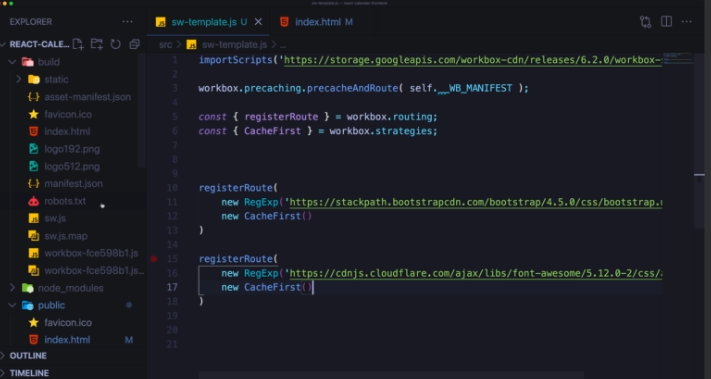 EXPLORER
sw-template.js U
index.html M
REACT-CALE...
src > sw-template.js > ...
build
static
asset-manifest.json
favicon.ico
index.html
logo192.png
logo512.png
manifest.json
robots.txt
sw.js
sw.js.map
workbox-fce598b1.js
workbox-fce598b1.js...
node_modules
public
favicon.ico
index.html M
OUTLINE
TIMELINE
1 importScripts('https://storage.googleapis.com/workbox-cdn/releases/6.2.0/workbox-
2
3 workbox.precaching.precacheAndRoute( self.__WB_MANIFEST );
4
5 const { registerRoute } = workbox.routing;
6 const { CacheFirst } = workbox.strategies;
7
8
9
10 registerRoute(
11 new RegExp('https://stackpath.bootstrapcdn.com/bootstrap/4.5.0/css/bootstrap.
12 new CacheFirst()
13 )
14
15 registerRoute(
16 new RegExp('https://cdnjs.cloudflare.com/ajax/libs/font-awesome/5.12.0-2/css/
17 new CacheFirst()
18 )
19
20
21